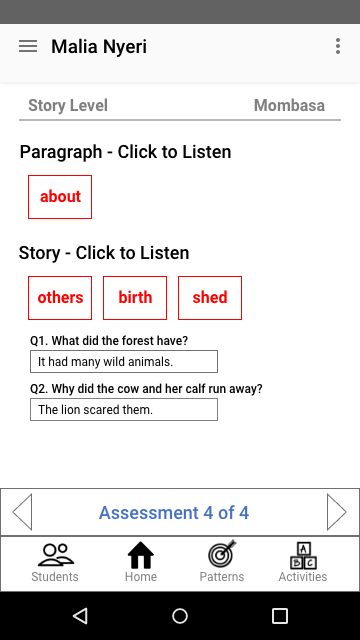 Malia Nyeri
Story Level Mombasa
Paragraph - Click to Listen
about
Story - Click to Listen
others birth shed
Q1. What did the forest have?
It had many wild animals.
Q2. Why did the cow and her calf run away?
The lion scared them.
Assessment 4 of 4
A
B C
Students Home Patterns Activities